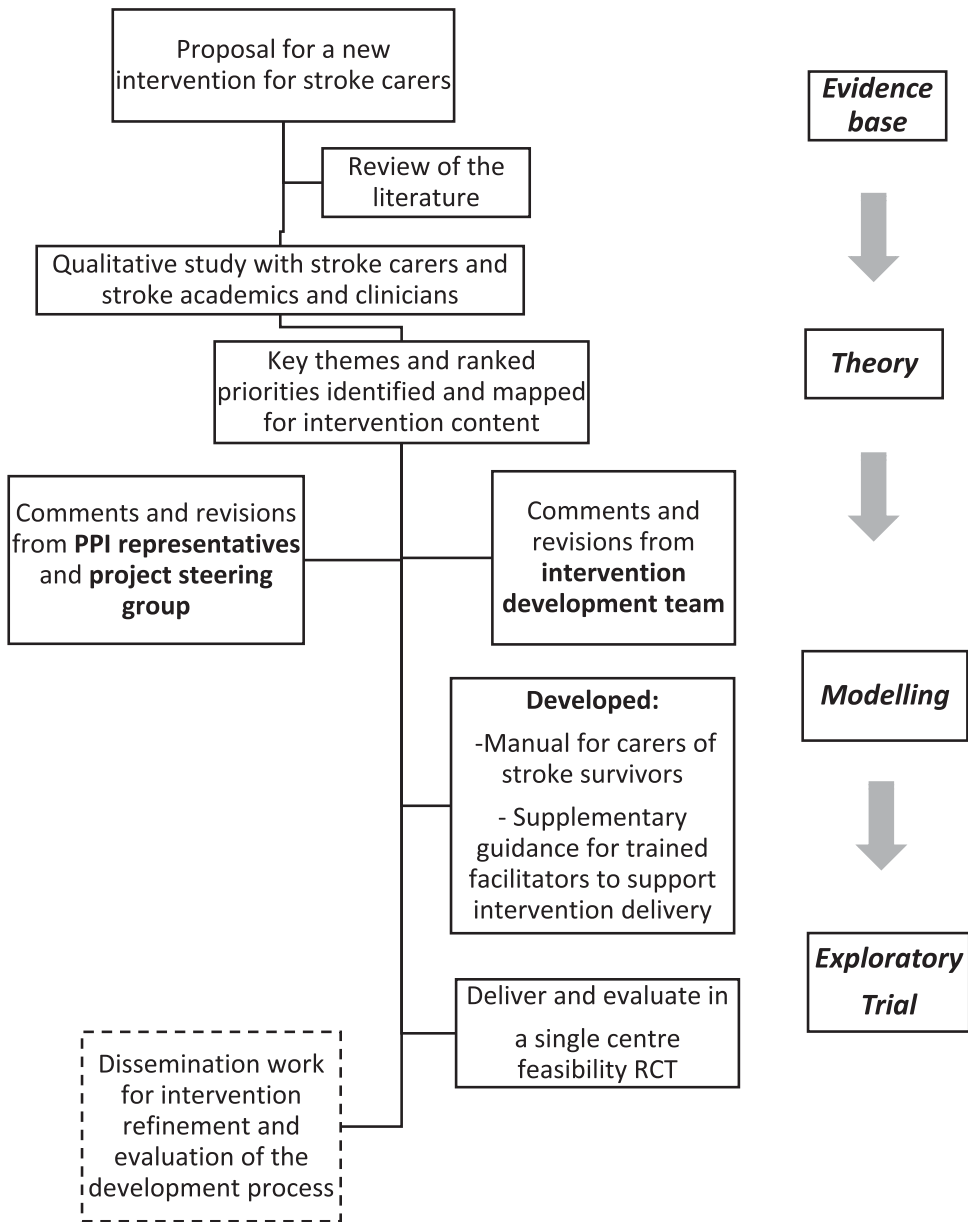 Proposal for a new
intervention for stroke carers
Evidence
base
Review of the
literature
Qualitative study with stroke carers and
stroke academics and clinicians
Key themes and ranked
priorities identified and mapped
for intervention content
Theory
Comments and revisions
from PPI representatives
and project steering
group
Comments and
revisions from
intervention
development team
Modelling
Developed:
-Manual for carers of
stroke survivors
- Supplementary
guidance for trained
facilitators to support
intervention delivery
Exploratory
Trial
Deliver and evaluate in
a single centre
feasibility RCT
Dissemination work
for intervention
refinement and
evaluation of the
development process